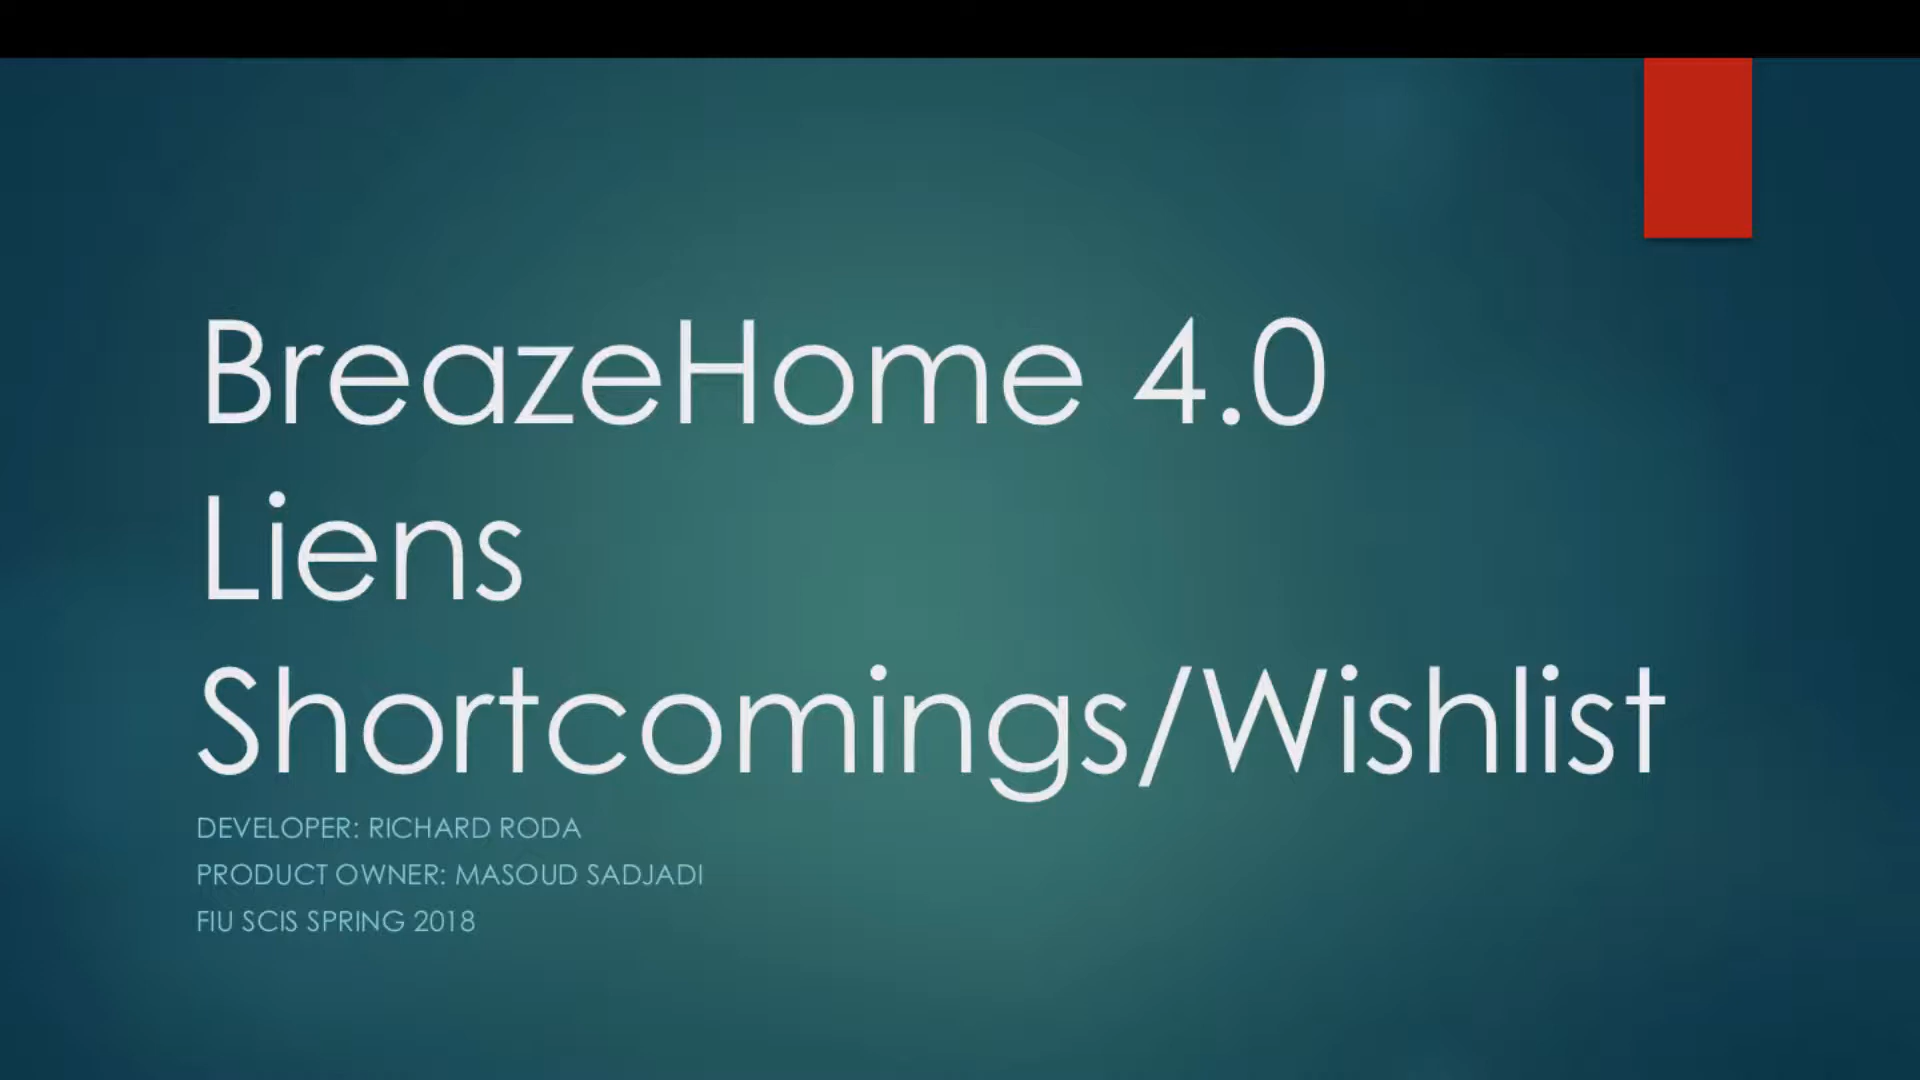 BreazeHome 4.0
Liens
Shortcomings/Wishlist
DEVELOPER: RICHARD RODA
PRODUCT OWNER: MASOUD SADJADI
FIU SCIS SPRING 2018